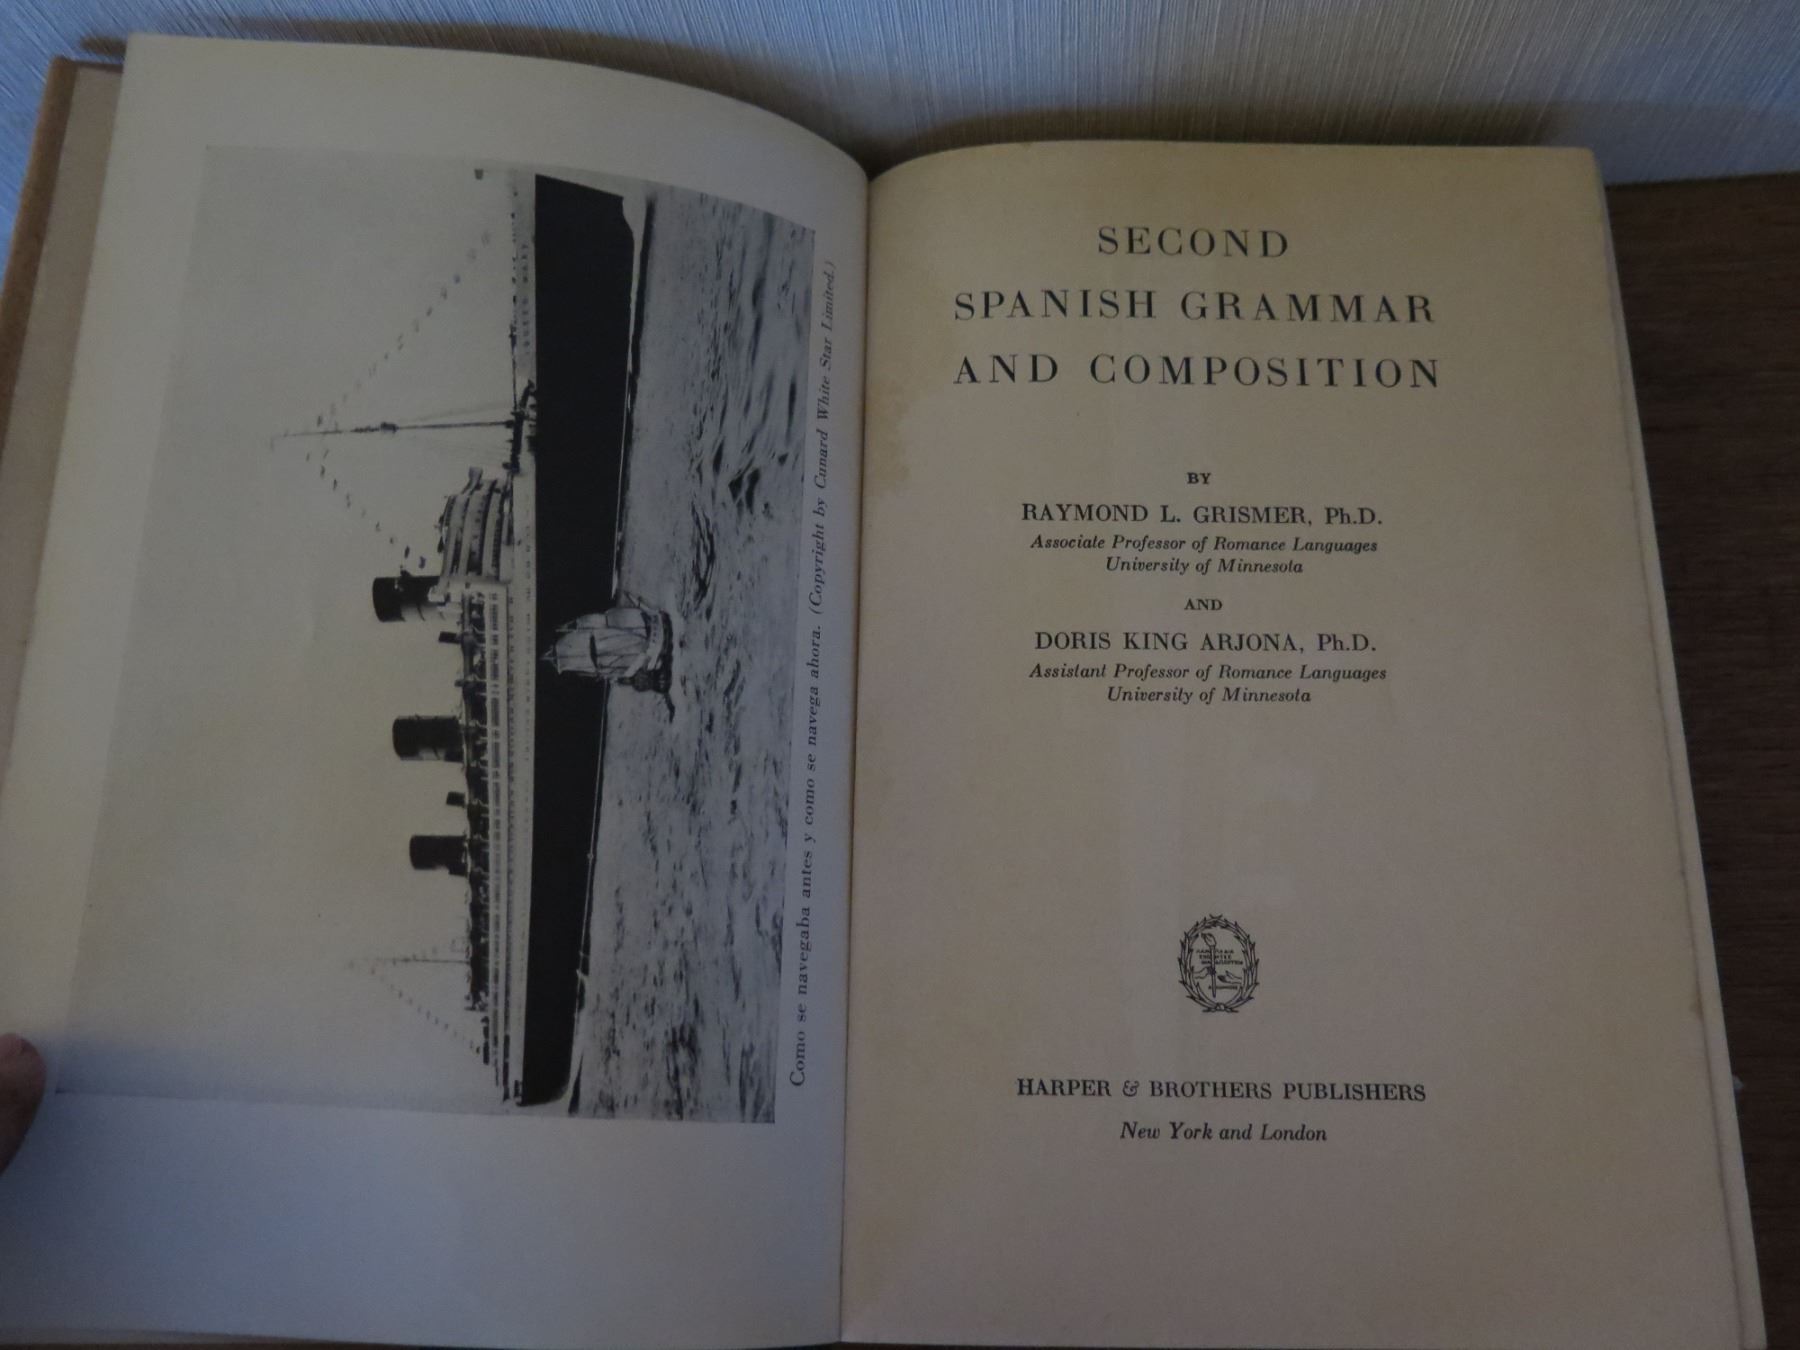 Como se navegaba antes y como se navega ahora. (Copyright by Cunard White Star Limited.)
SECOND
SPANISH GRAMMAR
AND COMPOSITION
BY
RAYMOND L. GRISMER, Ph.D.
Associate Professor of Romance Languages
University of Minnesota
AND
DORIS KING ARJONA, Ph.D.
Assistant Professor of Romance Languages
University of Minnesota
HARPER & BROTHERS PUBLISHERS
New York and London